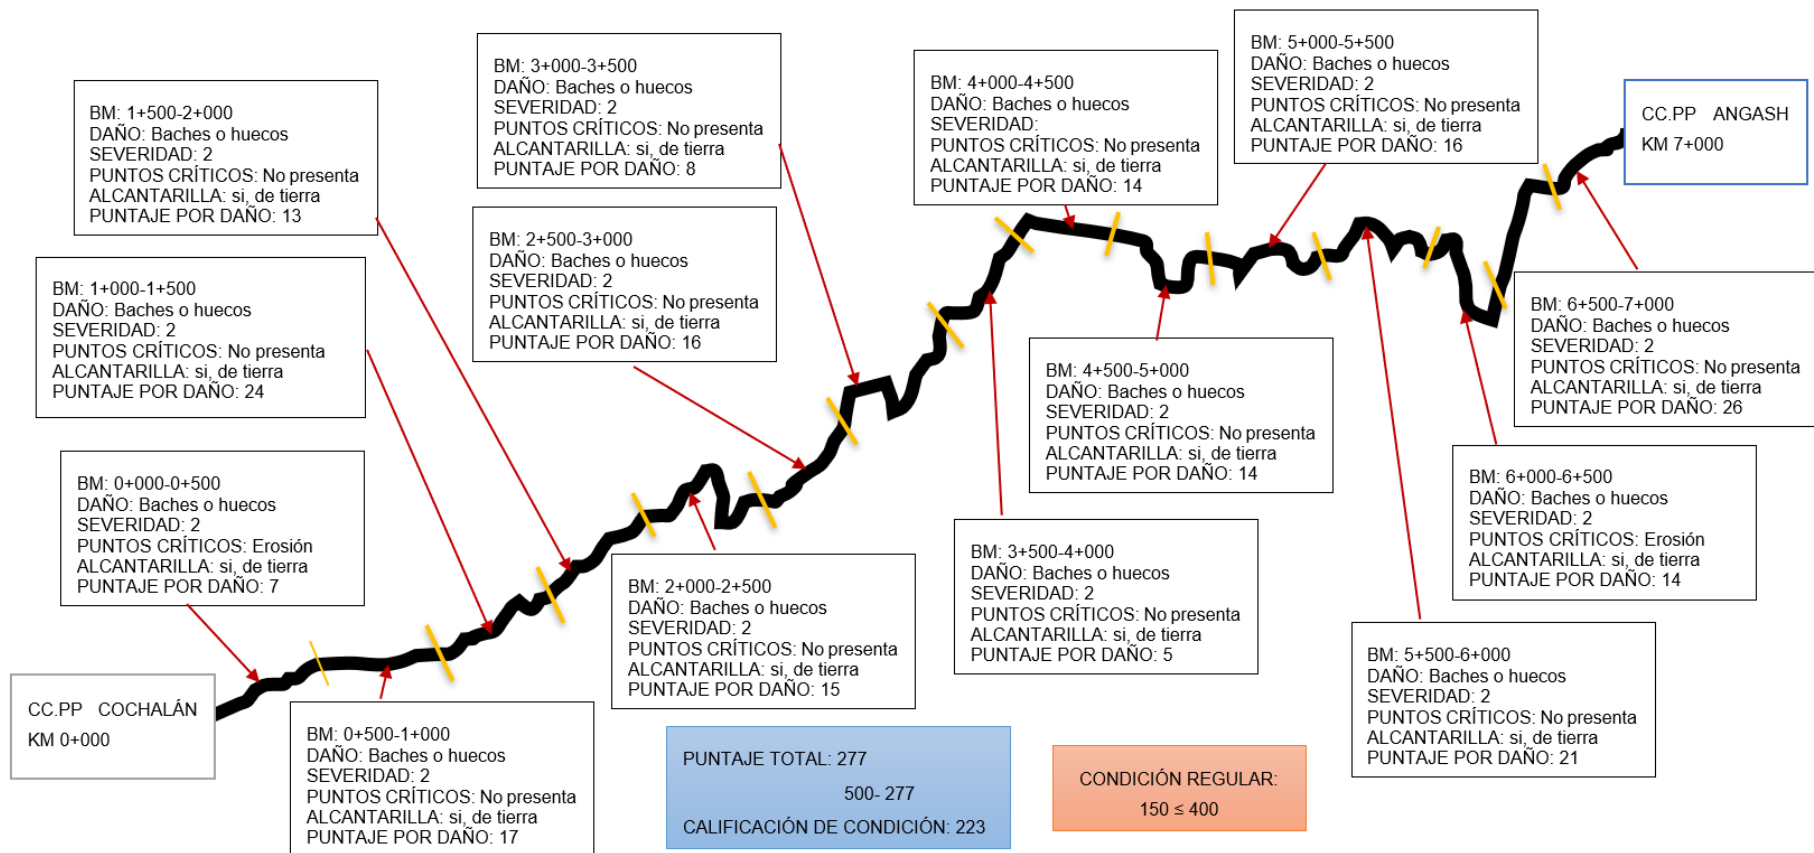 CC.PP COCHALÁN
KM 0+000
BM: 0+000-0+500
DAÑO: Baches o huecos
SEVERIDAD: 2
PUNTOS CRÍTICOS: Erosión
ALCANTARILLA: si, de tierra
PUNTAJE POR DAÑO: 7
BM: 0+500-1+000
DAÑO: Baches o huecos
SEVERIDAD: 2
PUNTOS CRÍTICOS: No presenta
ALCANTARILLA: si, de tierra
PUNTAJE POR DAÑO: 17
BM: 1+000-1+500
DAÑO: Baches o huecos
SEVERIDAD: 2
PUNTOS CRÍTICOS: No presenta
ALCANTARILLA: si, de tierra
PUNTAJE POR DAÑO: 24
BM: 1+500-2+000
DAÑO: Baches o huecos
SEVERIDAD: 2
PUNTOS CRÍTICOS: No presenta
ALCANTARILLA: si, de tierra
PUNTAJE POR DAÑO: 13
BM: 2+000-2+500
DAÑO: Baches o huecos
SEVERIDAD: 2
PUNTOS CRÍTICOS: No presenta
ALCANTARILLA: si, de tierra
PUNTAJE POR DAÑO: 15
BM: 2+500-3+000
DAÑO: Baches o huecos
SEVERIDAD: 2
PUNTOS CRÍTICOS: No presenta
ALCANTARILLA: si, de tierra
PUNTAJE POR DAÑO: 16
BM: 3+000-3+500
DAÑO: Baches o huecos
SEVERIDAD: 2
PUNTOS CRÍTICOS: No presenta
ALCANTARILLA: si, de tierra
PUNTAJE POR DAÑO: 8
BM: 3+500-4+000
DAÑO: Baches o huecos
SEVERIDAD: 2
PUNTOS CRÍTICOS: No presenta
ALCANTARILLA: si, de tierra
PUNTAJE POR DAÑO: 5
BM: 4+000-4+500
DAÑO: Baches o huecos
SEVERIDAD:
PUNTOS CRÍTICOS: No presenta
ALCANTARILLA: si, de tierra
PUNTAJE POR DAÑO: 14
BM: 4+500-5+000
DAÑO: Baches o huecos
SEVERIDAD: 2
PUNTOS CRÍTICOS: No presenta
ALCANTARILLA: si, de tierra
PUNTAJE POR DAÑO: 14
BM: 5+000-5+500
DAÑO: Baches o huecos
SEVERIDAD: 2
PUNTOS CRÍTICOS: No presenta
ALCANTARILLA: si, de tierra
PUNTAJE POR DAÑO: 16
BM: 5+500-6+000
DAÑO: Baches o huecos
SEVERIDAD: 2
PUNTOS CRÍTICOS: No presenta
ALCANTARILLA: si, de tierra
PUNTAJE POR DAÑO: 21
BM: 6+000-6+500
DAÑO: Baches o huecos
SEVERIDAD: 2
PUNTOS CRÍTICOS: Erosión
ALCANTARILLA: si, de tierra
PUNTAJE POR DAÑO: 14
BM: 6+500-7+000
DAÑO: Baches o huecos
SEVERIDAD: 2
PUNTOS CRÍTICOS: No presenta
ALCANTARILLA: si, de tierra
PUNTAJE POR DAÑO: 26
CC.PP ANGASH
KM 7+000
PUNTAJE TOTAL: 277
500- 277
CALIFICACIÓN DE CONDICIÓN: 223
CONDICIÓN REGULAR:
150 ≤ 400